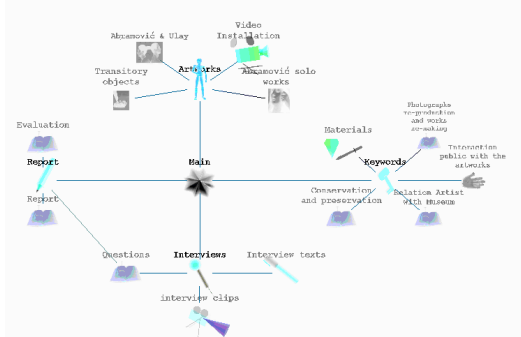 Video
Installation
Abramović & Ulay
Artworks
Transitory
objects
Abramović solo
works
Photographs
re-production
and works
re-making
Evaluation
Materials
Interaction
public with the
artworks
Report
Main
Keywords
Report
Conservation
and preservation
Relation Artist
with Museum
Questions
Interviews
Interview texts
interview clips